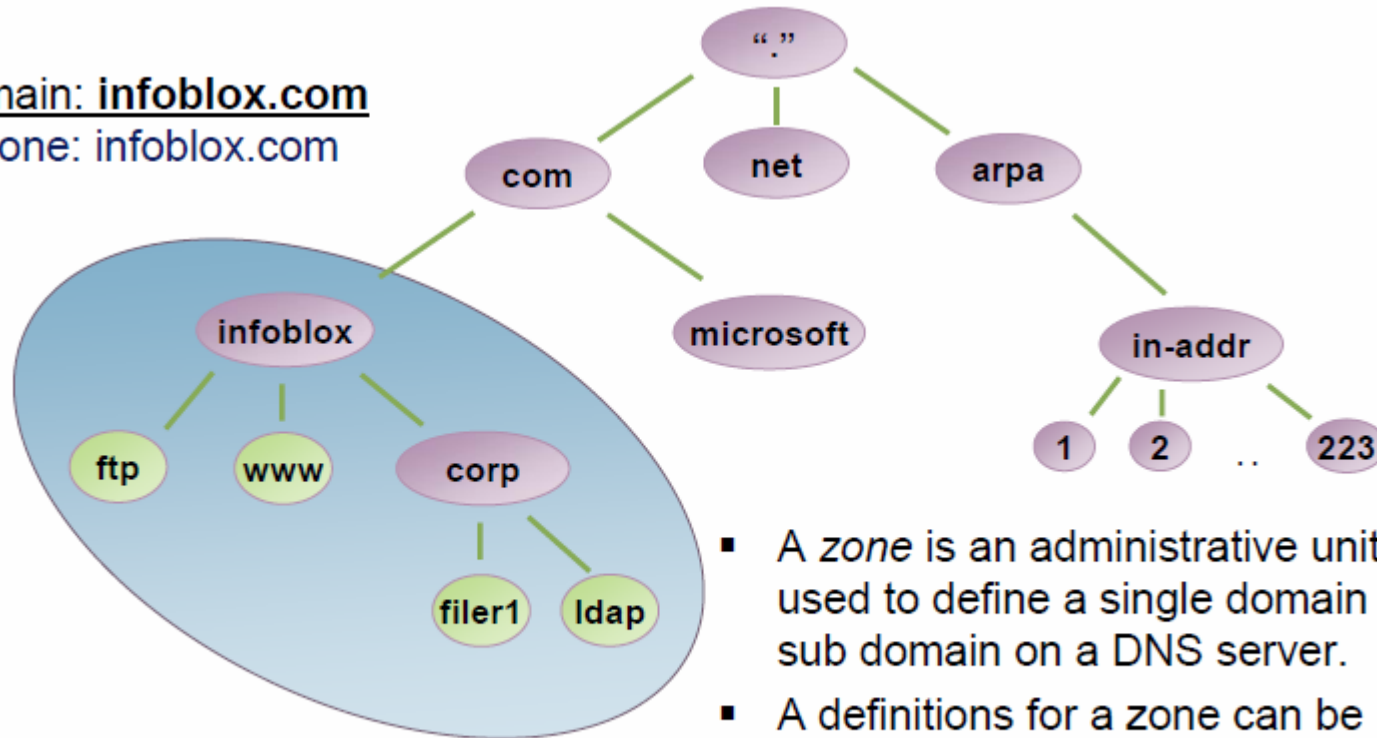 “.”
main: infoblox.com
one: infoblox.com
com
net
arpa
infoblox
microsoft
in-addr
ftp
www
corp
1
2
..
223
filer1
ldap
▪ A zone is an administrative unit
used to define a single domain
sub domain on a DNS server.
▪ A definitions for a zone can be